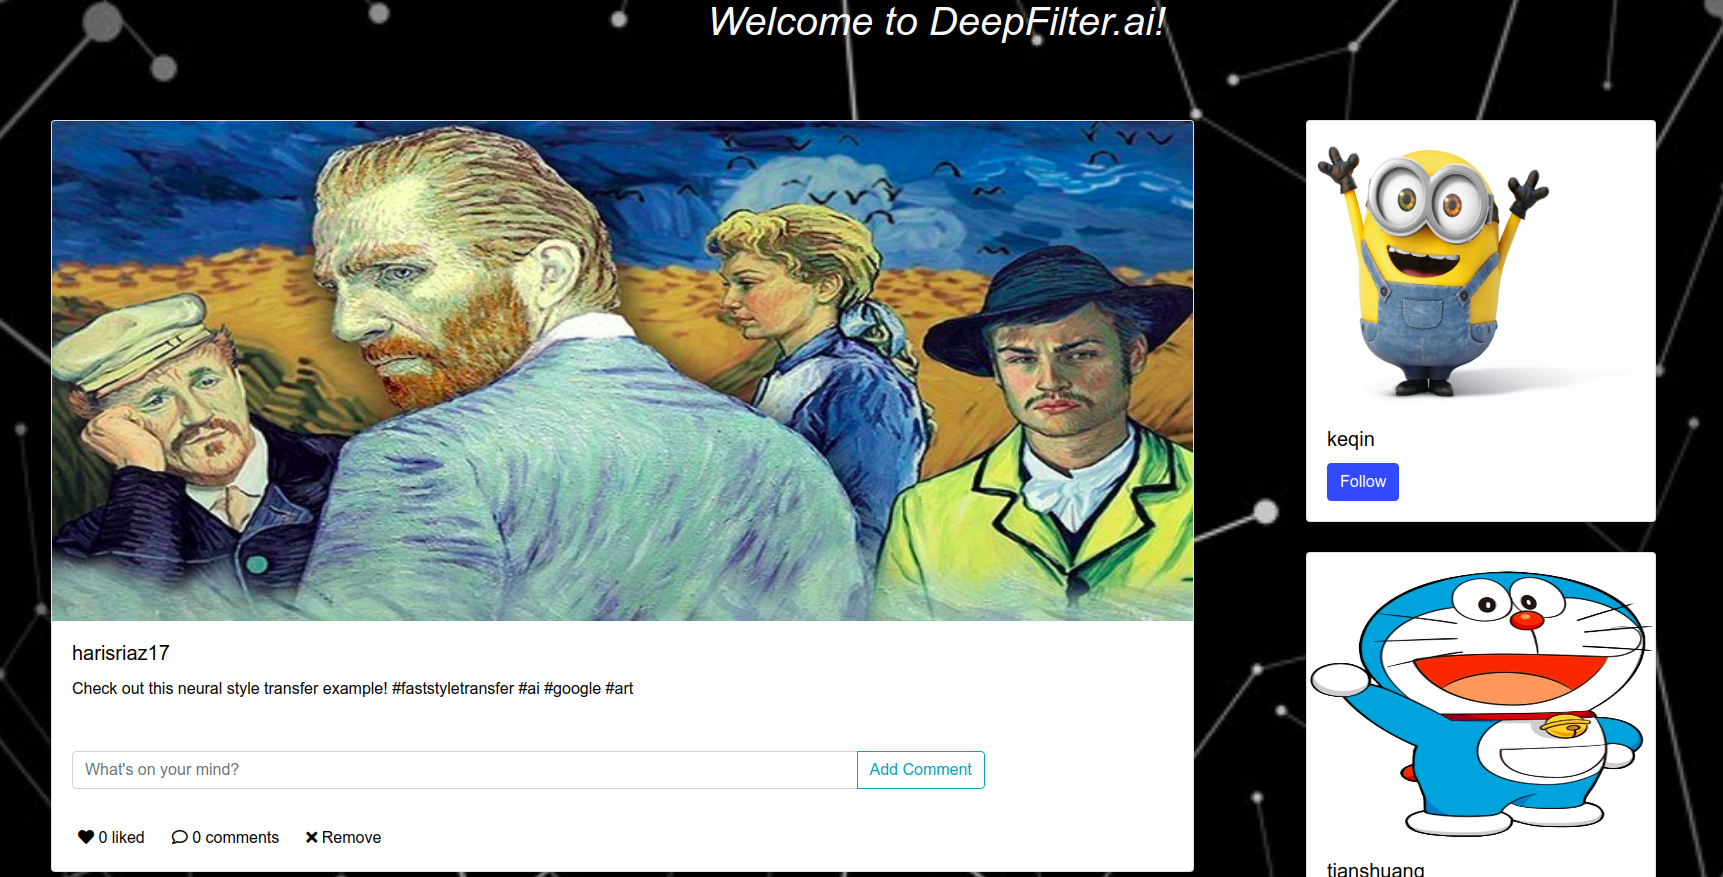 Welcome to DeepFilter.ai!
harisriaz17
Check out this neural style transfer example! #faststyletransfer #ai #google #art
What's on your mind?
Add Comment
0 liked
0 comments
Remove
keqin
Follow
tianshuang